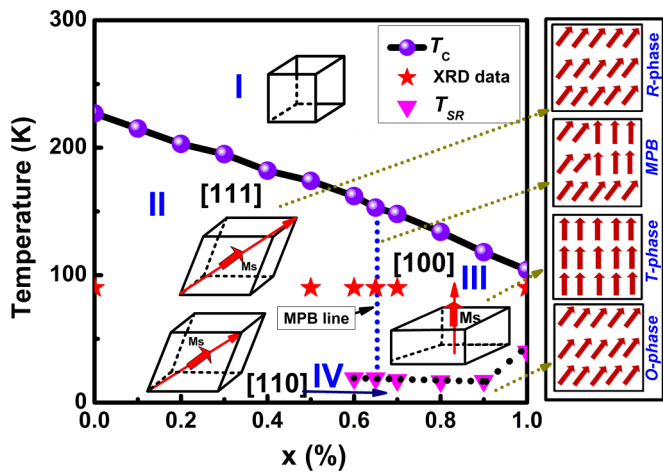 300
250
200
150
100
50
0
Temperature (K)
0.0
0.2
0.4
0.6
0.8
1.0
x (%)
T_C
XRD data
T_SR
I
II
[111]
Ms
Ms
[100]
III
Ms
MPB line
IV
[110]
R-phase
MPB
T-phase
O-phase